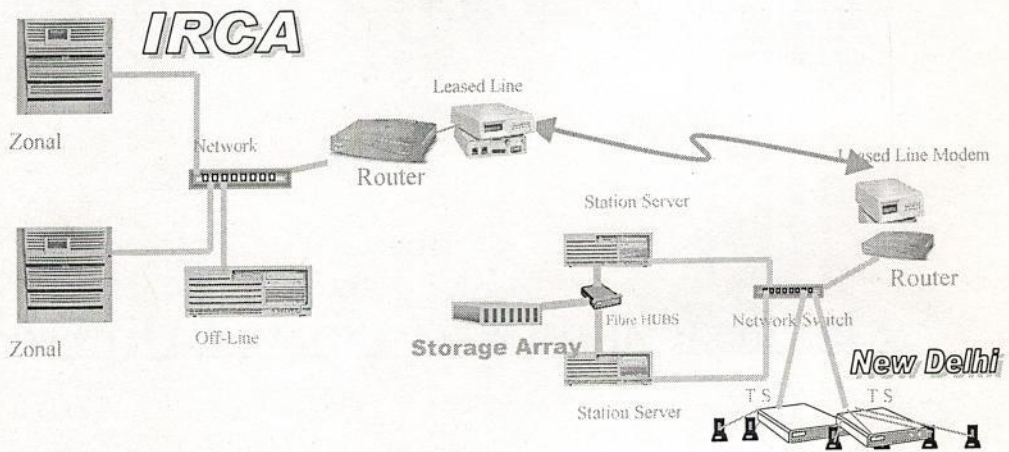 IRCA
Zonal
Network
Router
Leased Line
Zonal
Off-Line
Leased Line Modem
Router
Station Server
Fibre HUBS
Storage Array
Network Switch
Station Server
New Delhi
T S
T S